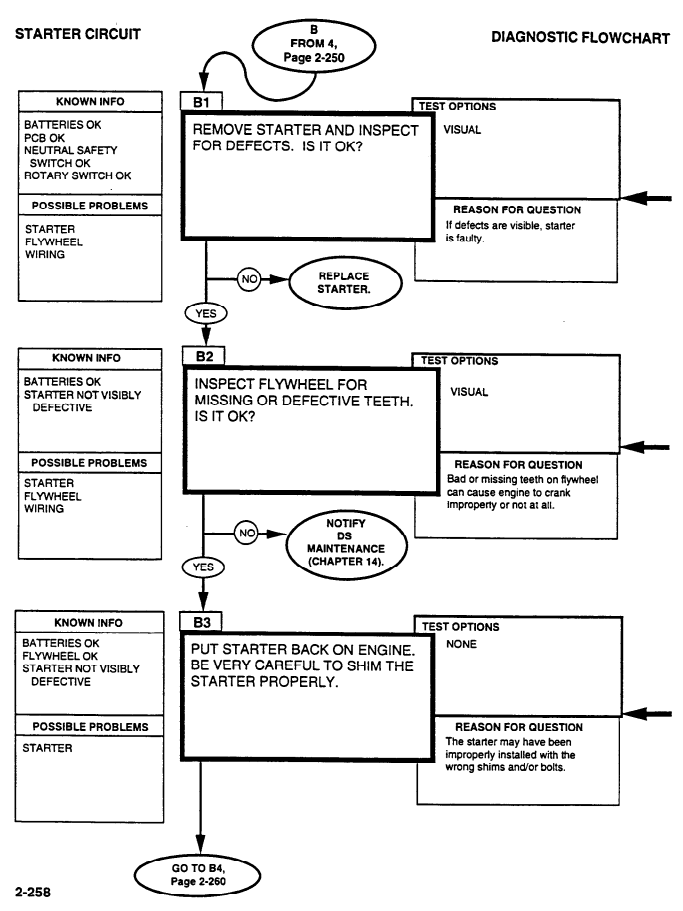 STARTER CIRCUIT
DIAGNOSTIC FLOWCHART
B
FROM 4,
Page 2-250
KNOWN INFO
BATTERIES OK
PCB OK
NEUTRAL SAFETY
SWITCH OK
ROTARY SWITCH OK
POSSIBLE PROBLEMS
STARTER
FLYWHEEL
WIRING
B1
REMOVE STARTER AND INSPECT
FOR DEFECTS. IS IT OK?
TEST OPTIONS
VISUAL
REASON FOR QUESTION
If defects are visible, starter
is faulty.
NO
REPLACE
STARTER.
YES
KNOWN INFO
BATTERIES OK
STARTER NOT VISIBLY
DEFECTIVE
POSSIBLE PROBLEMS
STARTER
FLYWHEEL
WIRING
B2
INSPECT FLYWHEEL FOR
MISSING OR DEFECTIVE TEETH.
IS IT OK?
TEST OPTIONS
VISUAL
REASON FOR QUESTION
Bad or missing teeth on flywheel
can cause engine to crank
improperty or not at all.
NO
NOTIFY
DS
MAINTENANCE
(CHAPTER 14).
YES
KNOWN INFO
BATTERIES OK
FLYWHEEL OK
STARTER NOT VISIBLY
DEFECTIVE
POSSIBLE PROBLEMS
STARTER
B3
PUT STARTER BACK ON ENGINE.
BE VERY CAREFUL TO SHIM THE
STARTER PROPERLY.
TEST OPTIONS
NONE
REASON FOR QUESTION
The starter may have been
improperly installed with the
wrong shims and/or bolts.
GO TO B4,
Page 2-260
2-258